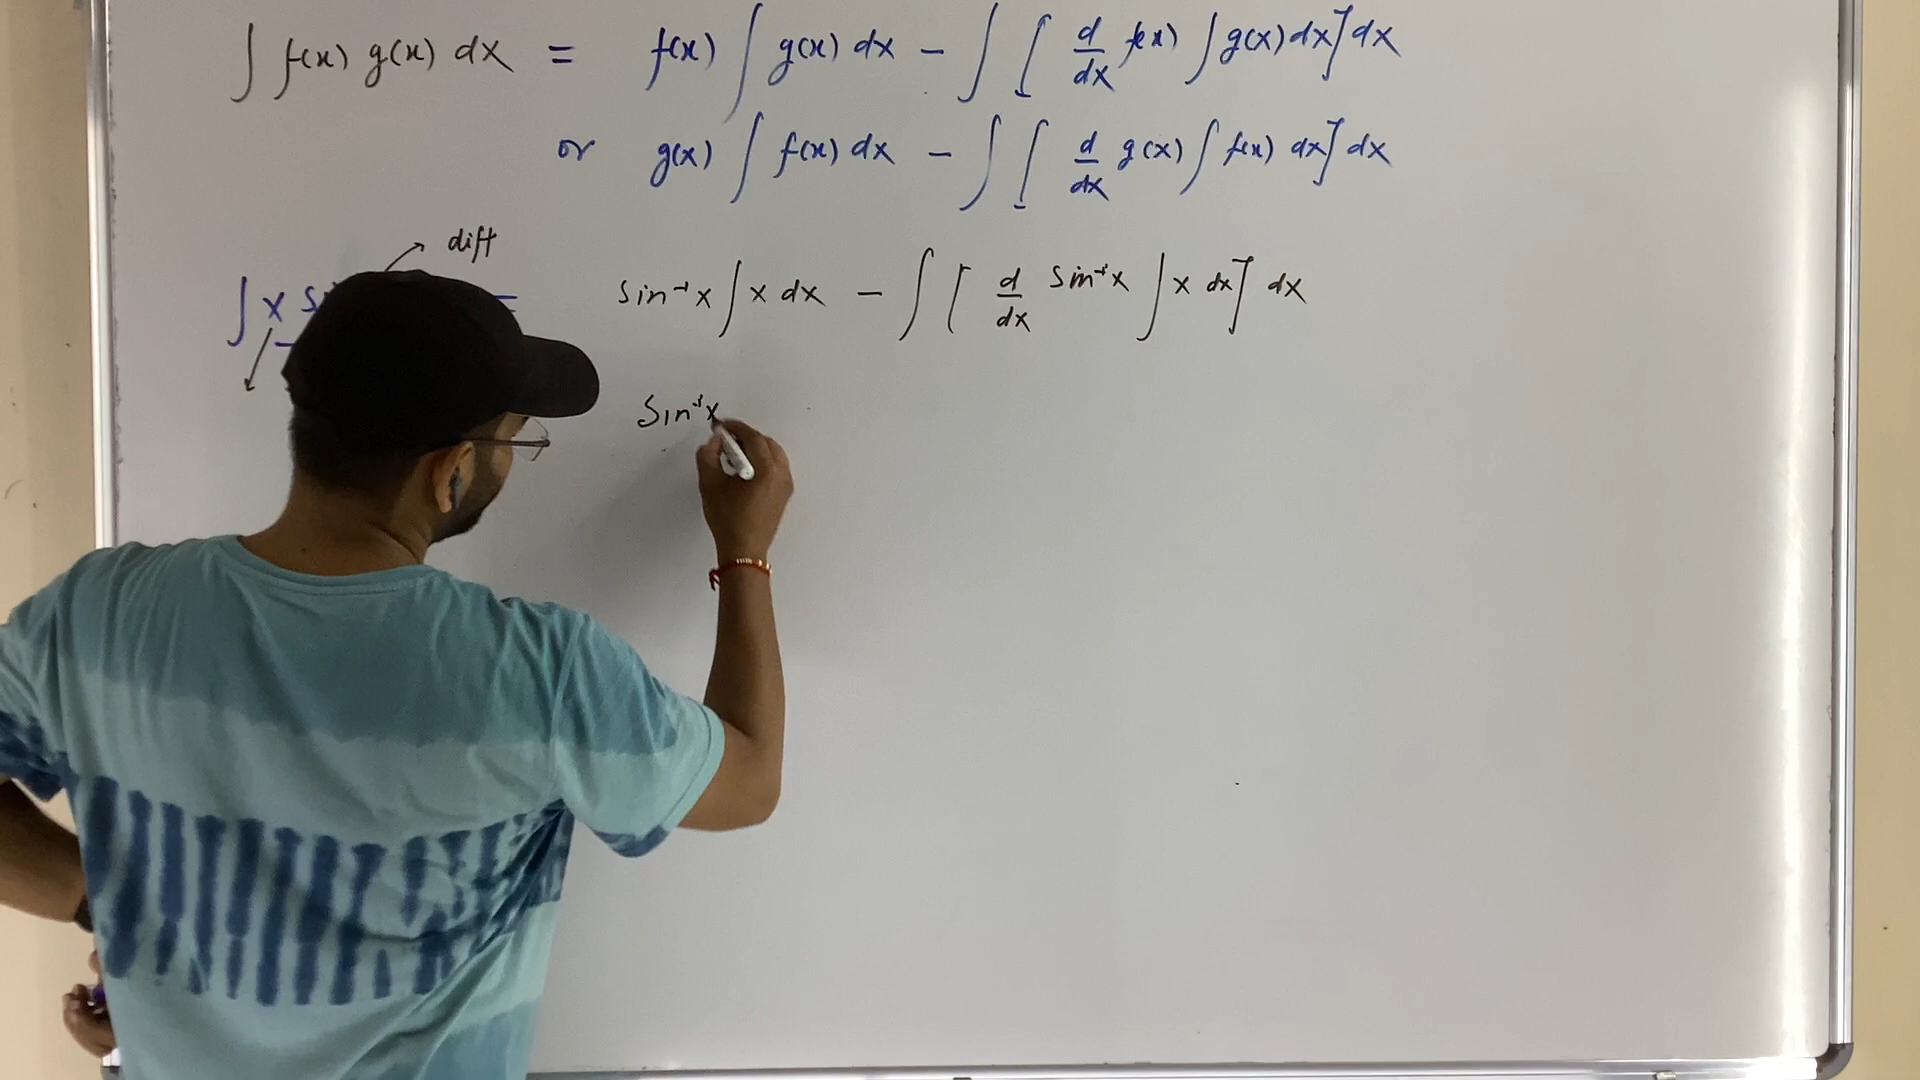 ∫ f(x) g(x) dx = f(x) ∫ g(x) dx − ∫ [ d/dx f(x) ∫ g(x) dx ] dx
or g(x) ∫ f(x) dx − ∫ [ d/dx g(x) ∫ f(x) dx ] dx
diff
∫ x sin⁻¹x ∫ x dx − ∫ [ d/dx sin⁻¹x ∫ x dx ] dx
sin⁻¹x